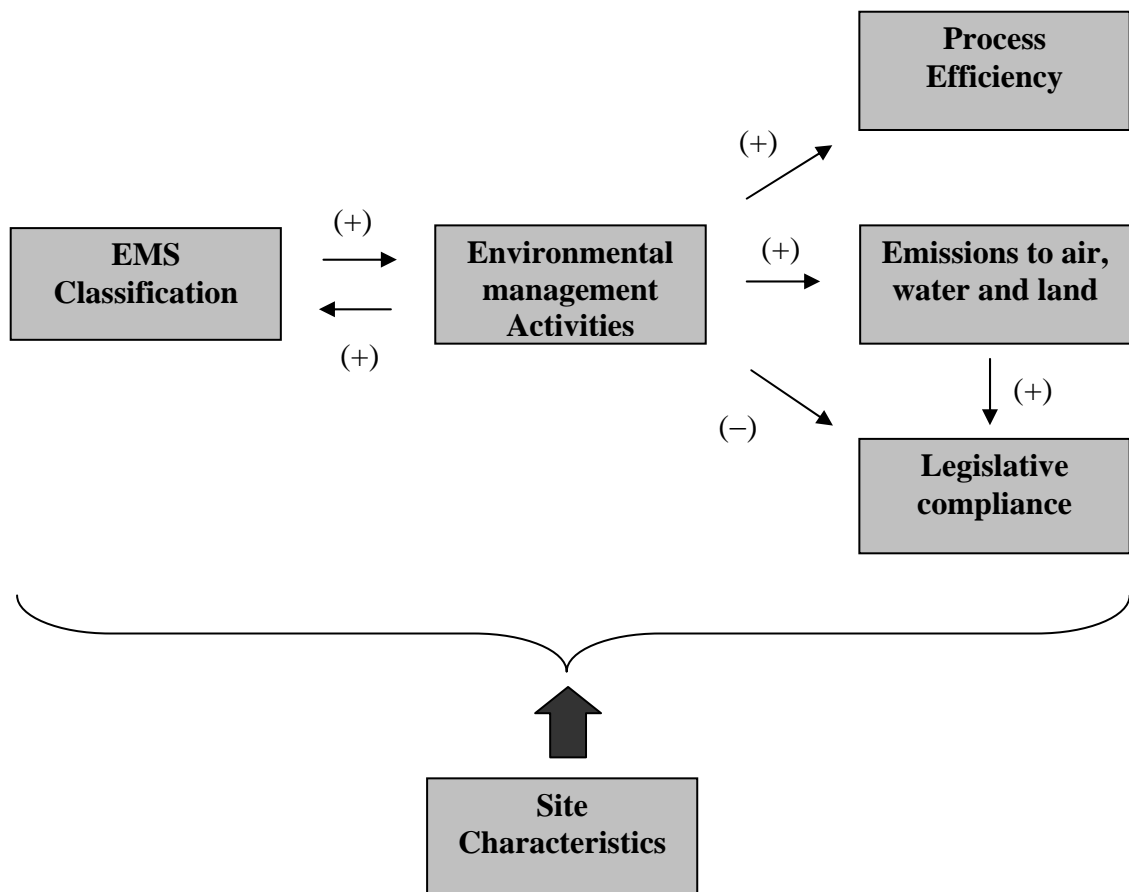 Process
Efficiency
(+)
(+)
EMS
Classification
(+)
Environmental
management
Activities
(+)
Emissions to air,
water and land
(+)
(−)
Legislative
compliance
Site
Characteristics